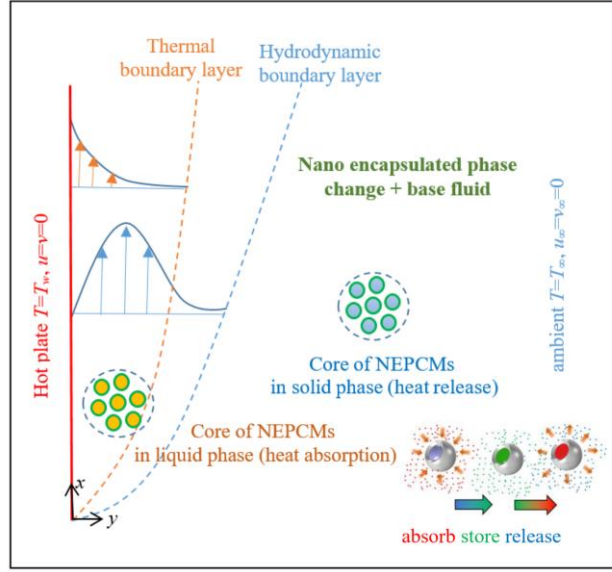 Thermal
boundary layer
Hydrodynamic
boundary layer
Nano encapsulated phase
change + base fluid
Hot plate T=Tw, u=v=0
ambient T=T∞, u∞=v∞=0
Core of NEPCMs
in solid phase (heat release)
Core of NEPCMs
in liquid phase (heat absorption)
x
y
absorb store release